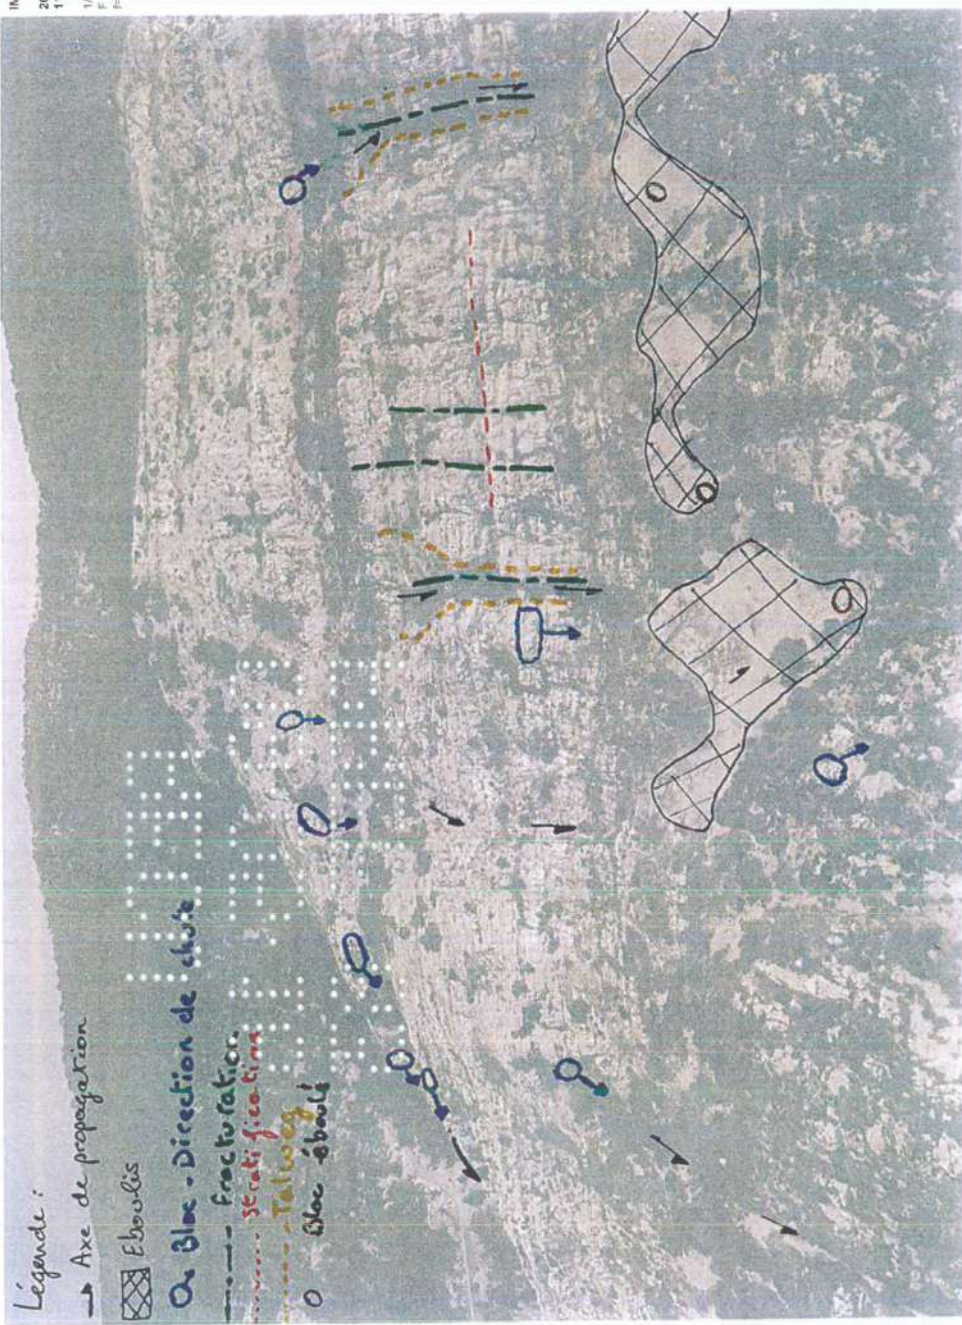 Légende :
Axe de propagation
Eboulis
Bloc - Direction de chute
fracturation
stratification
Talweg
Bloc éboulé